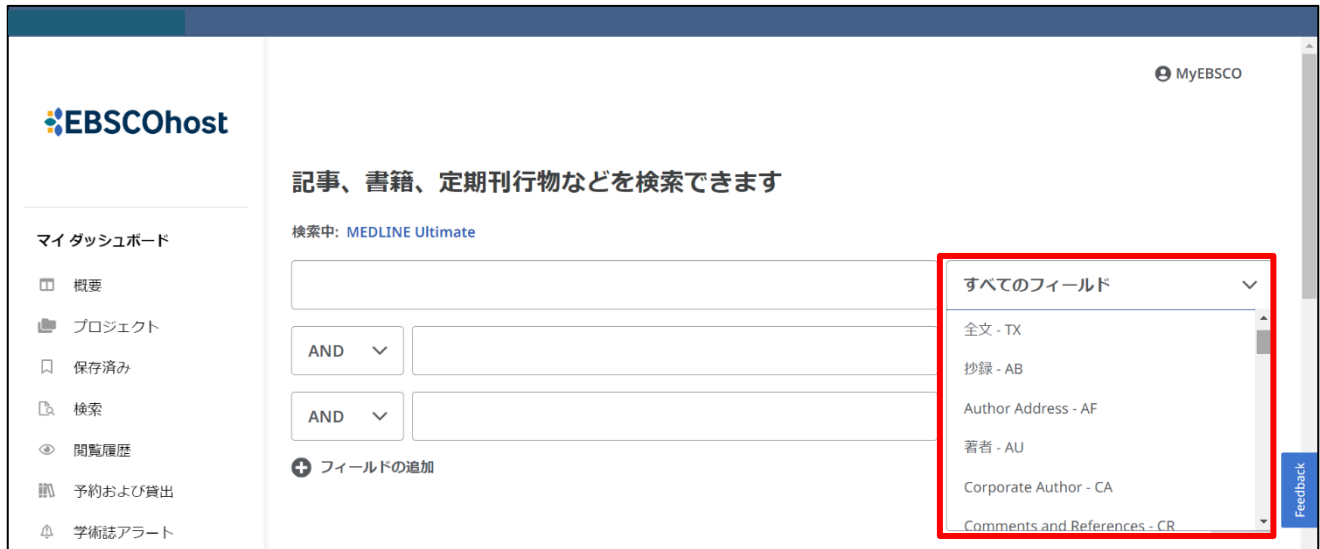 MyEBSCO
EBSCOhost
記事、書籍、定期刊行物などを検索できます
検索中: MEDLINE Ultimate
マイ ダッシュボード
概要
プロジェクト
保存済み
検索
閲覧履歴
予約および貸出
学術誌アラート
すべてのフィールド
全文 - TX
抄録 - AB
Author Address - AF
著者 - AU
Corporate Author - CA
Comments and References - CR
AND
AND
フィールドの追加
Feedback